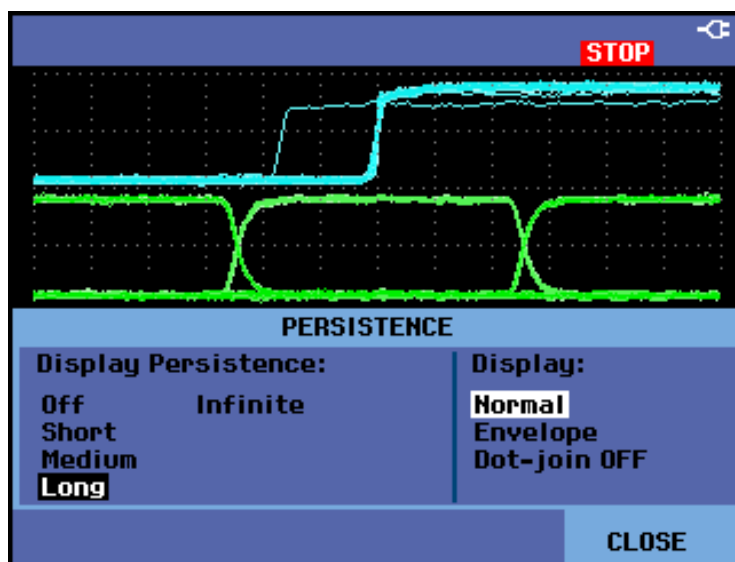 STOP
PERSISTENCE
Display Persistence:
Off Infinite
Short
Medium
Long
Display:
Normal
Envelope
Dot-join OFF
CLOSE